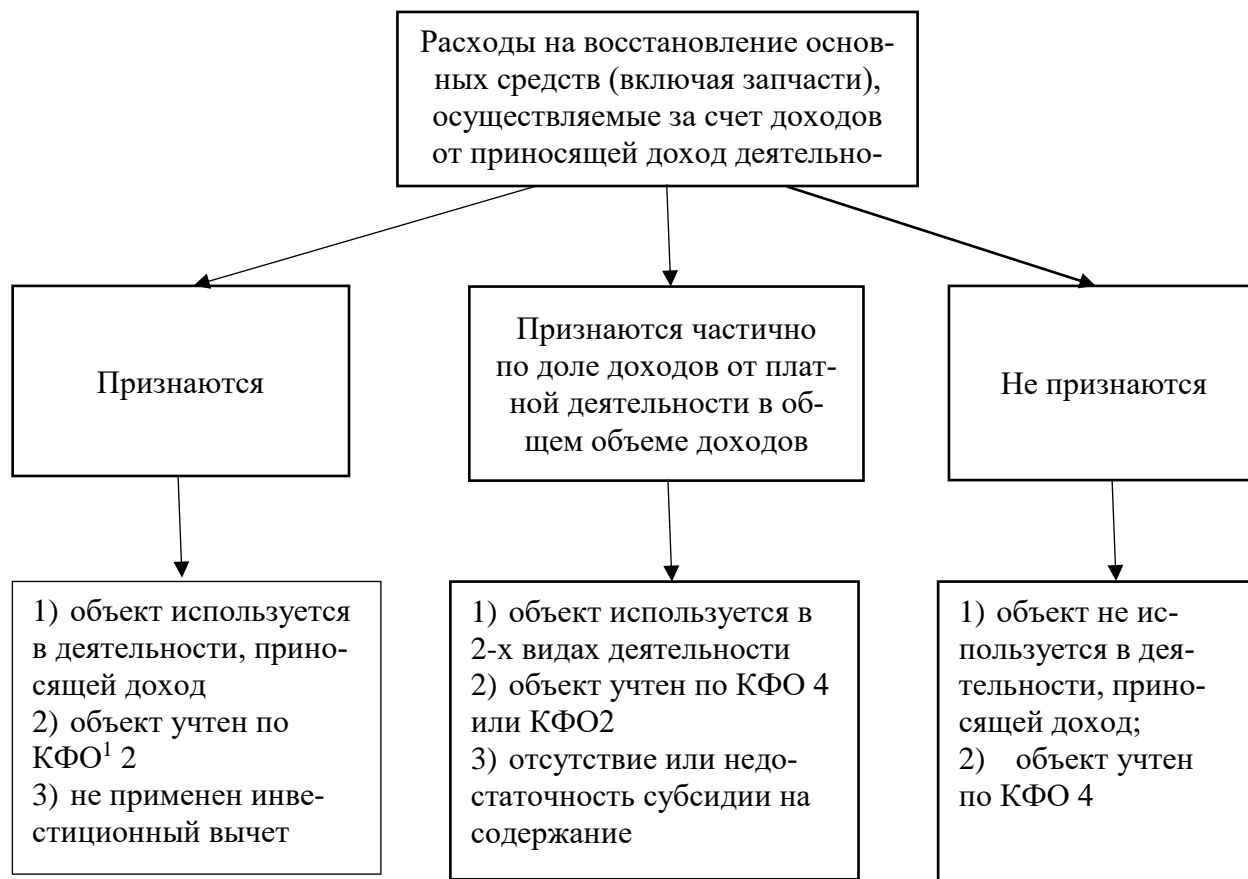 Расходы на восстановление основ-
ных средств (включая запчасти),
осуществляемые за счет доходов
от приносящей доход деятельно-
Признаются
Признаются частично
по доле доходов от плат-
ной деятельности в об-
щем объеме доходов
Не признаются
1) объект используется
в деятельности, прино-
сящей доход
2) объект учтен по
КФО¹ 2
3) не применен инве-
стиционный вычет
1) объект используется в
2-х видах деятельности
2) объект учтен по КФО 4
или КФО2
3) отсутствие или недо-
статочность субсидии на
содержание
1) объект не ис-
пользуется в дея-
тельности, прино-
сящей доход;
2) объект учтен
по КФО 4